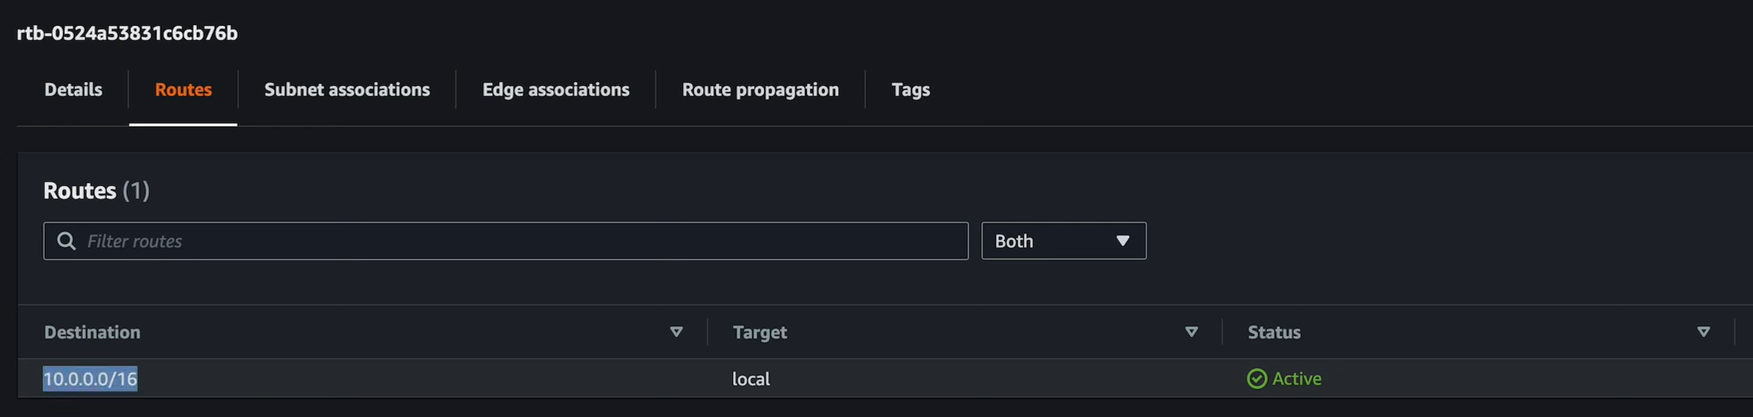 rtb-0524a53831c6cb76b
Details Routes Subnet associations Edge associations Route propagation Tags
Routes (1)
Filter routes Both
Destination Target Status
10.0.0.0/16 local Active